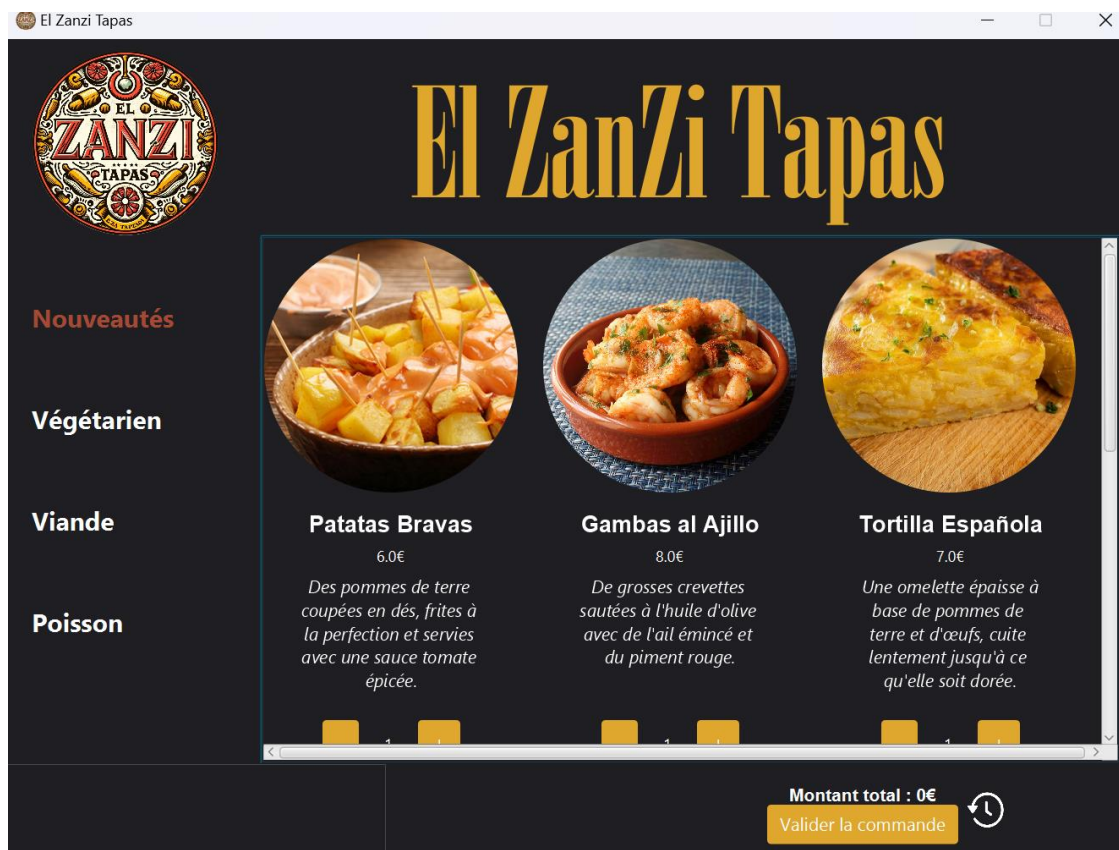 El Zanzi Tapas
EL
ZANZI
TAPAS
El ZanZi Tapas
Nouveautés
Végétarien
Viande
Poisson
Patatas Bravas
6.0€
Des pommes de terre
coupées en dés, frites à
la perfection et servies
avec une sauce tomate
épicée.
Gambas al Ajillo
8.0€
De grosses crevettes
sautées à l'huile d'olive
avec de l'ail émincé et
du piment rouge.
Tortilla Española
7.0€
Une omelette épaisse à
base de pommes de
terre et d'œufs, cuite
lentement jusqu'à ce
qu'elle soit dorée.
Montant total : 0€
Valider la commande